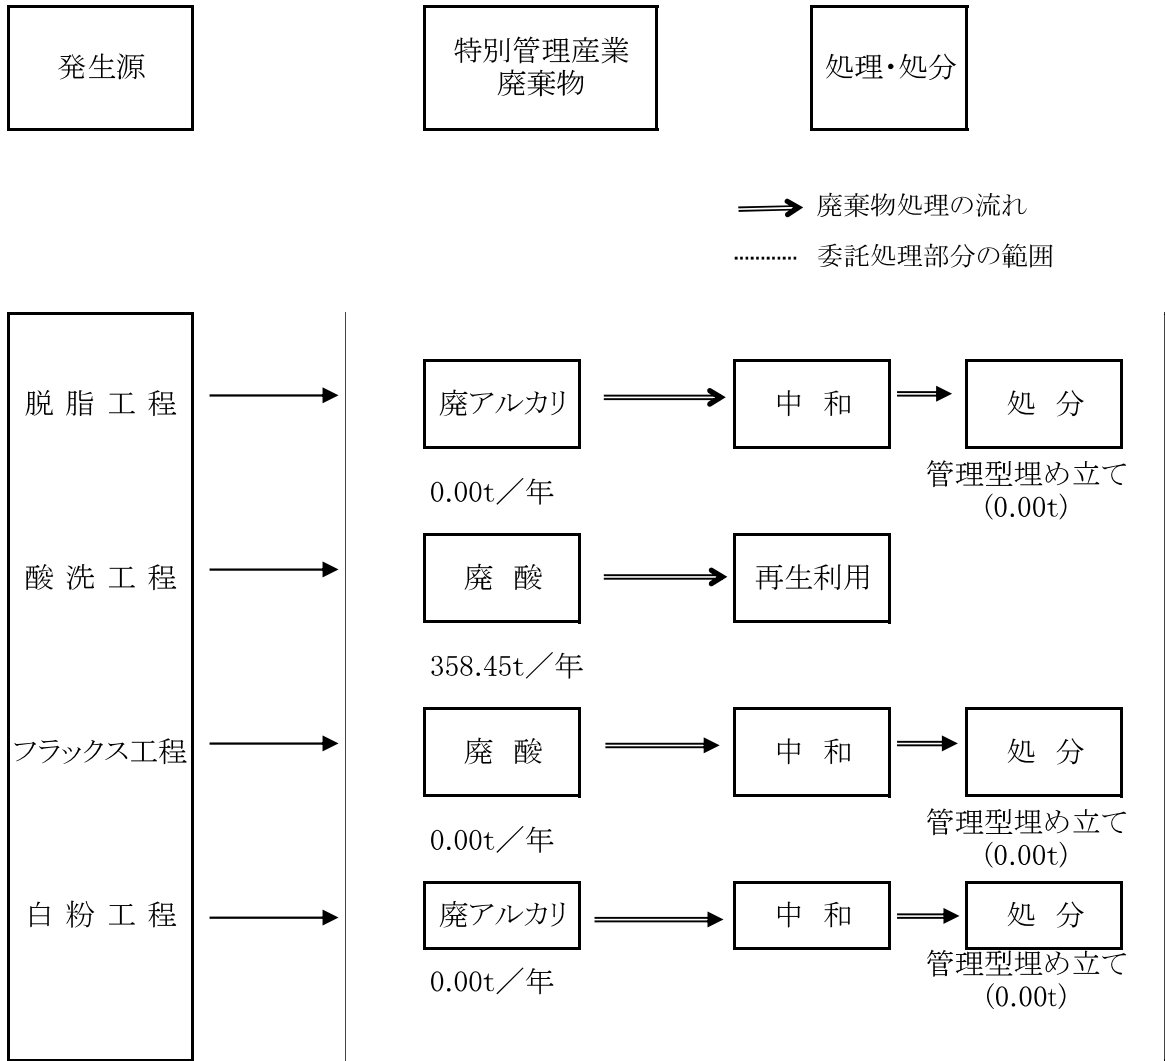 発生源
特別管理産業
廃棄物
処理・処分
廃棄物処理の流れ
委託処理部分の範囲
脱 脂 工 程
廃アルカリ
中 和
処 分
0.00t／年
管理型埋め立て
(0.00t)
酸 洗 工 程
廃 酸
再生利用
358.45t／年
フラックス工程
廃 酸
中 和
処 分
0.00t／年
管理型埋め立て
(0.00t)
白 粉 工 程
廃アルカリ
中 和
処 分
0.00t／年
管理型埋め立て
(0.00t)